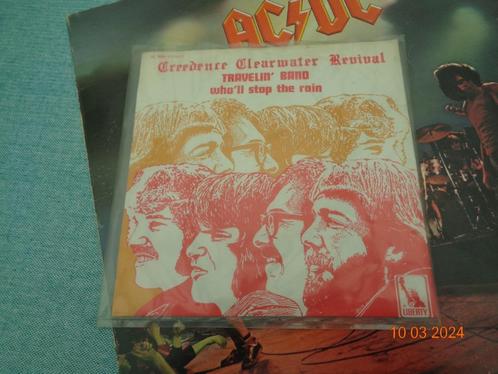 AC/DC
Creedence Clearwater Revival
TRAVELIN' BAND
who'll stop the rain
LIBERTY
10 03 2024